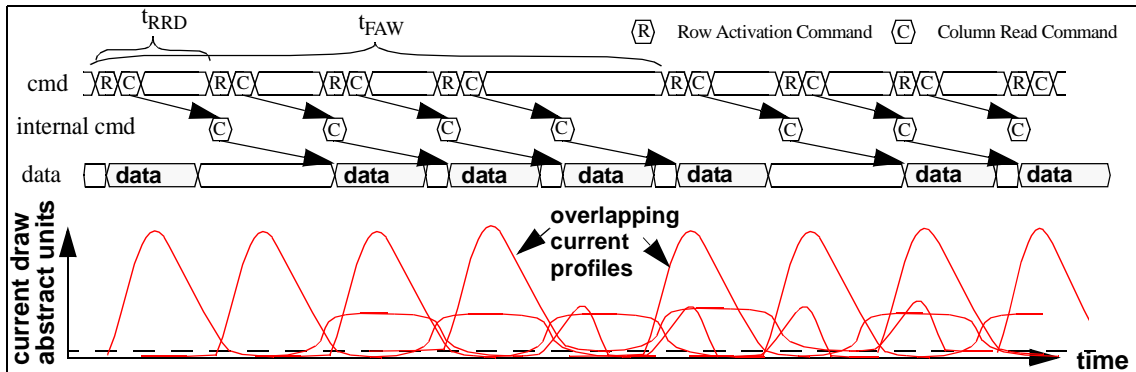 tRRD tFAW R Row Activation Command C Column Read Command
cmd R C R C R C R C R C R C R C R C
internal cmd C C C C C C C
data data data data data data data data
overlapping
current
profiles
current draw
abstract units
time